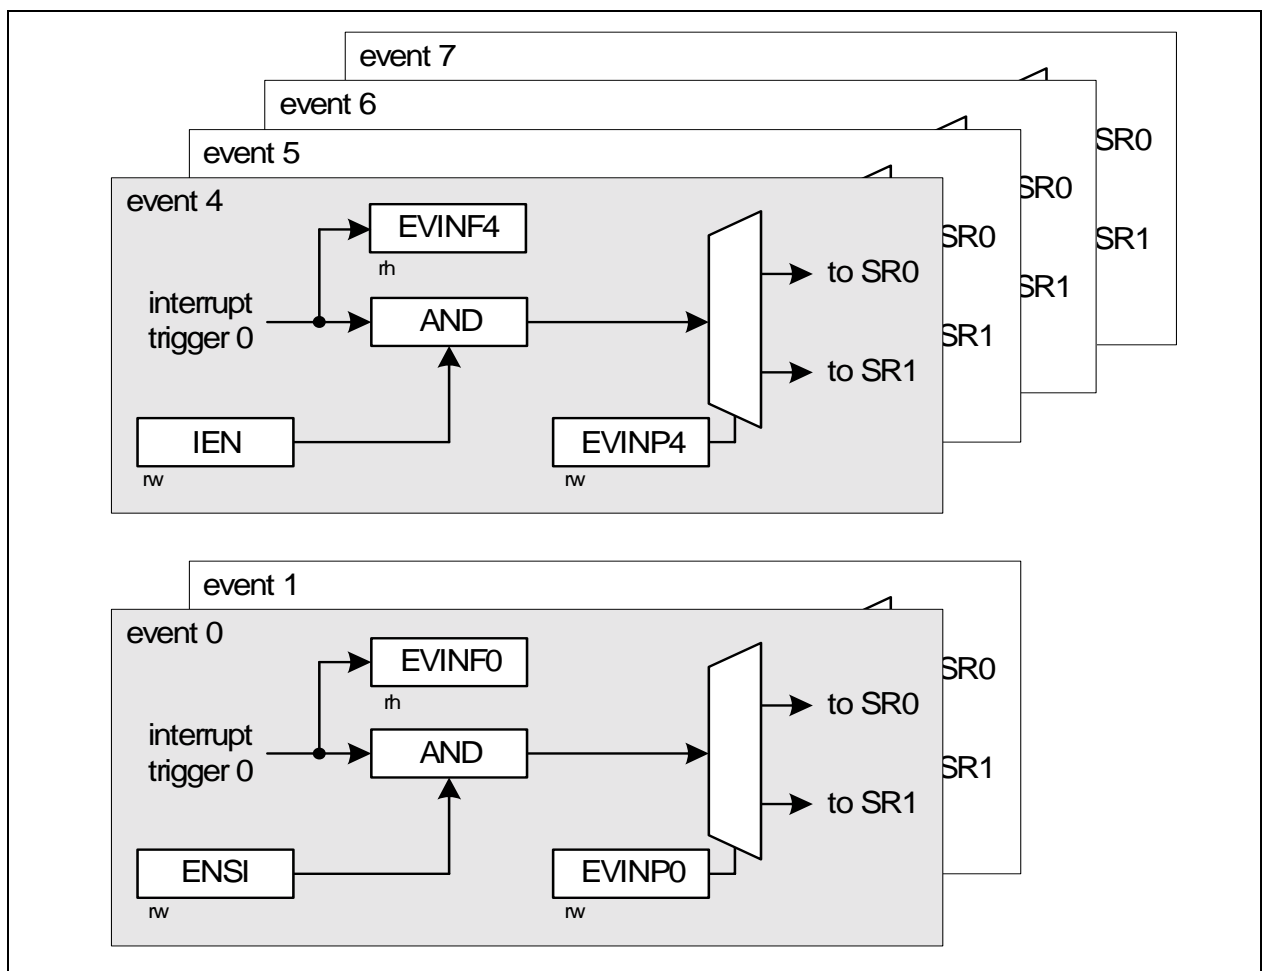 event 7
event 6
event 5
event 4
SR0
SR0
SR0
SR1
SR1
SR1
EVINF4
rh
interrupt
trigger 0
AND
to SR0
to SR1
IEN
rw
EVINP4
rw
event 1
event 0
SR0
SR1
EVINF0
rh
interrupt
trigger 0
AND
to SR0
to SR1
ENSI
rw
EVINP0
rw